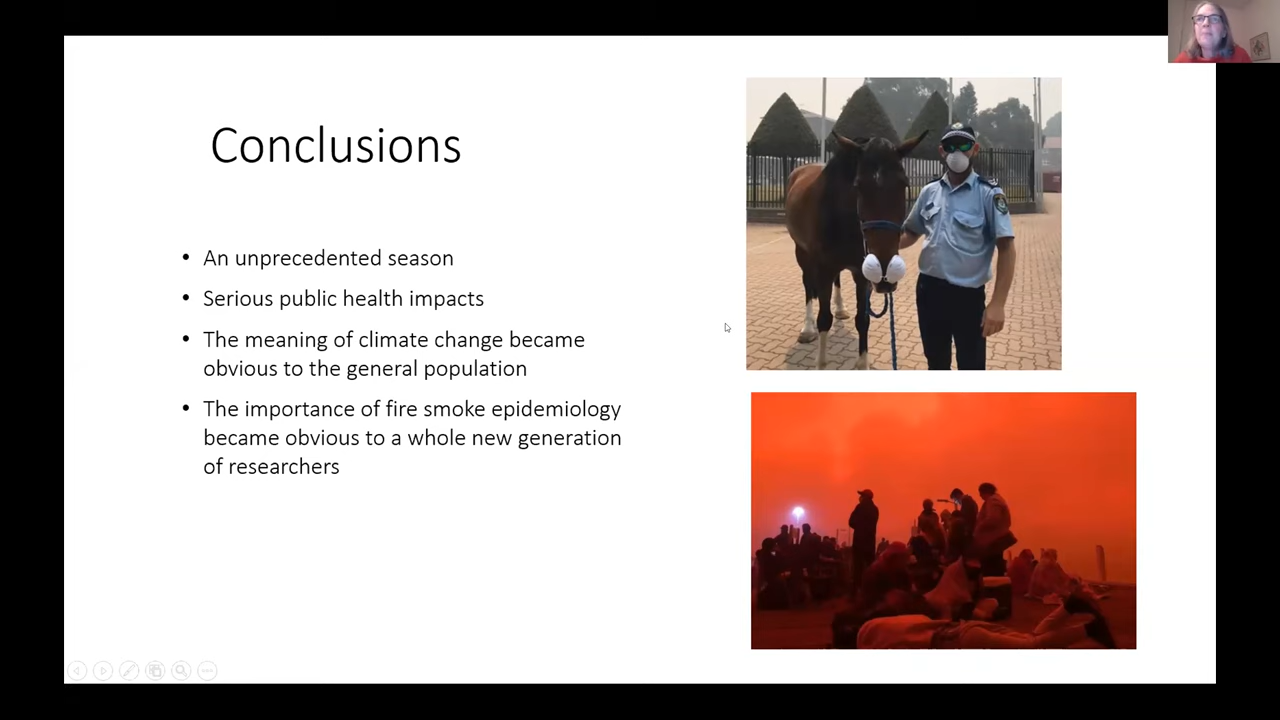 Conclusions
• An unprecedented season
• Serious public health impacts
• The meaning of climate change became
obvious to the general population
• The importance of fire smoke epidemiology
became obvious to a whole new generation
of researchers